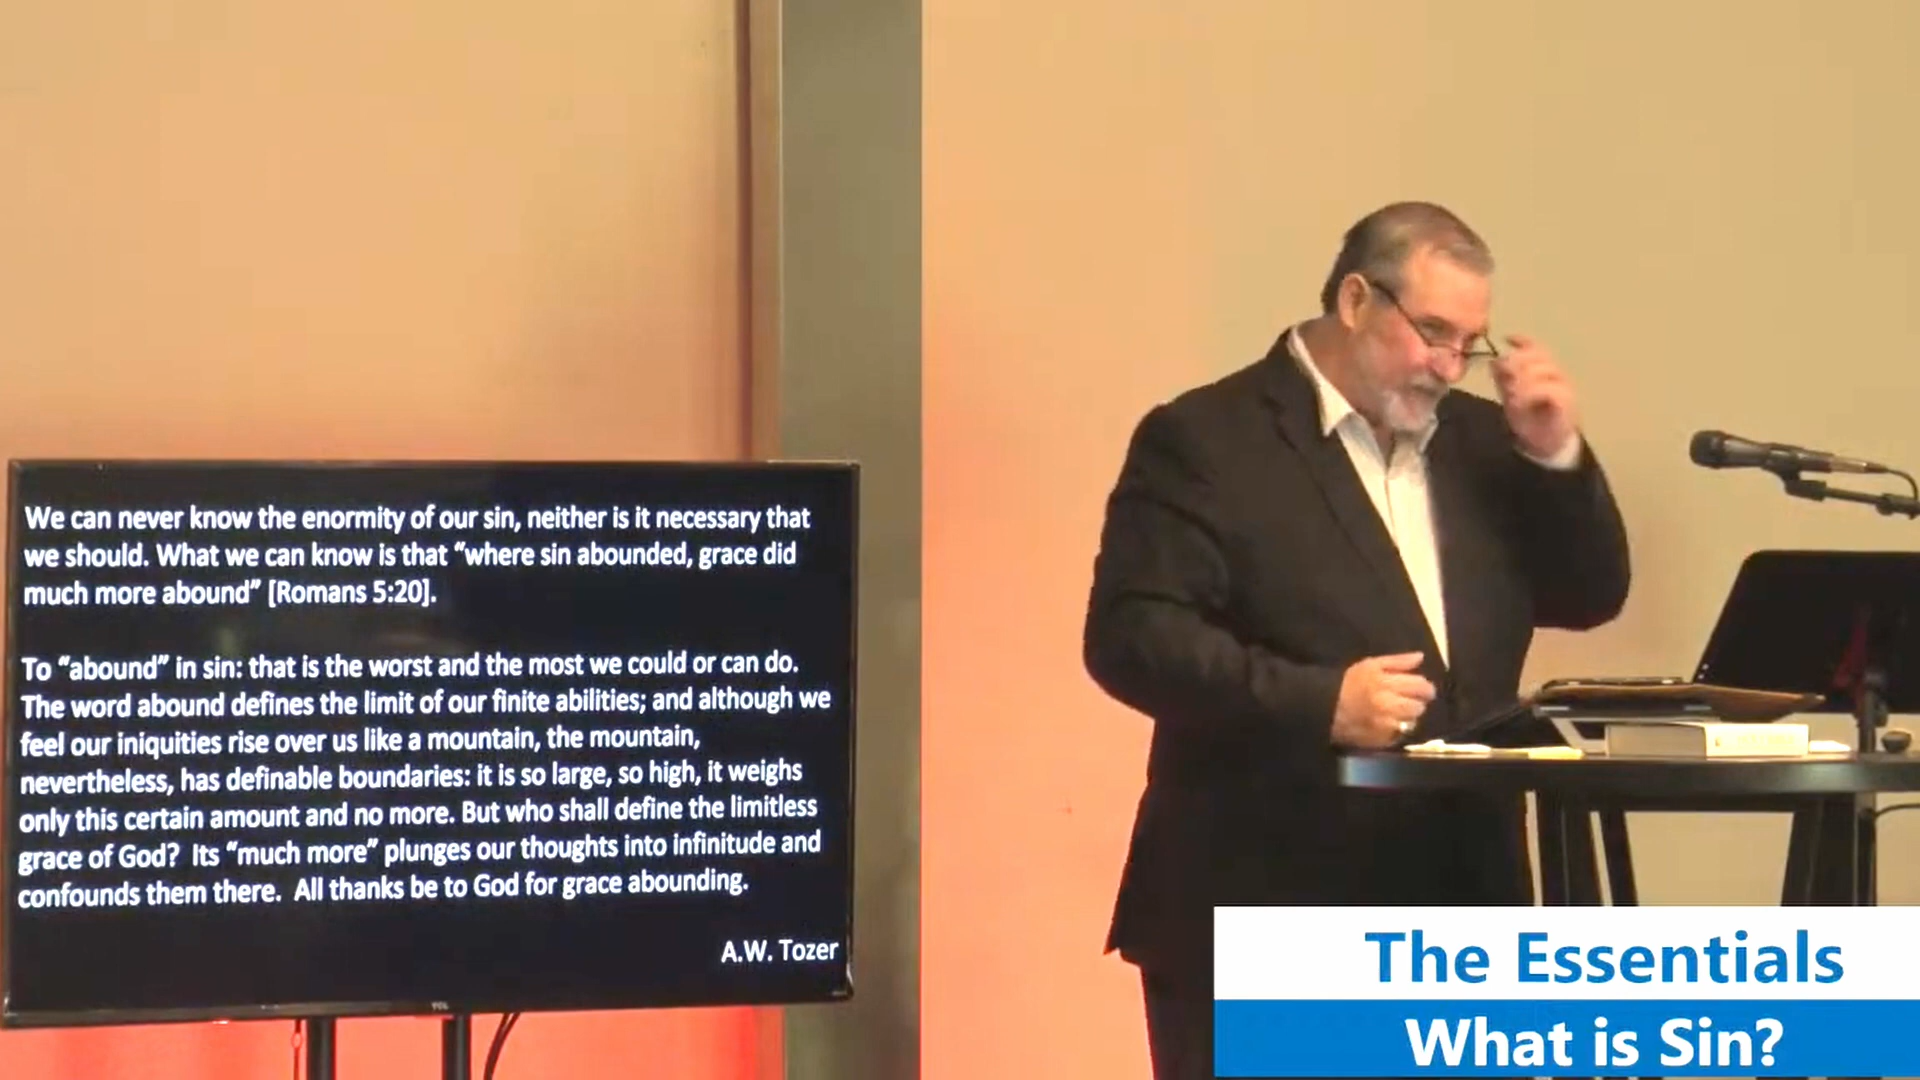 We can never know the enormity of our sin, neither is it necessary that
we should. What we can know is that “where sin abounded, grace did
much more abound” [Romans 5:20].
To “abound” in sin: that is the worst and the most we could or can do.
The word abound defines the limit of our finite abilities; and although we
feel our iniquities rise over us like a mountain, the mountain,
nevertheless, has definable boundaries: it is so large, so high, it weighs
only this certain amount and no more. But who shall define the limitless
grace of God? Its “much more” plunges our thoughts into infinitude and
confounds them there. All thanks be to God for grace abounding.
A.W. Tozer
TCL
The Essentials
What is Sin?